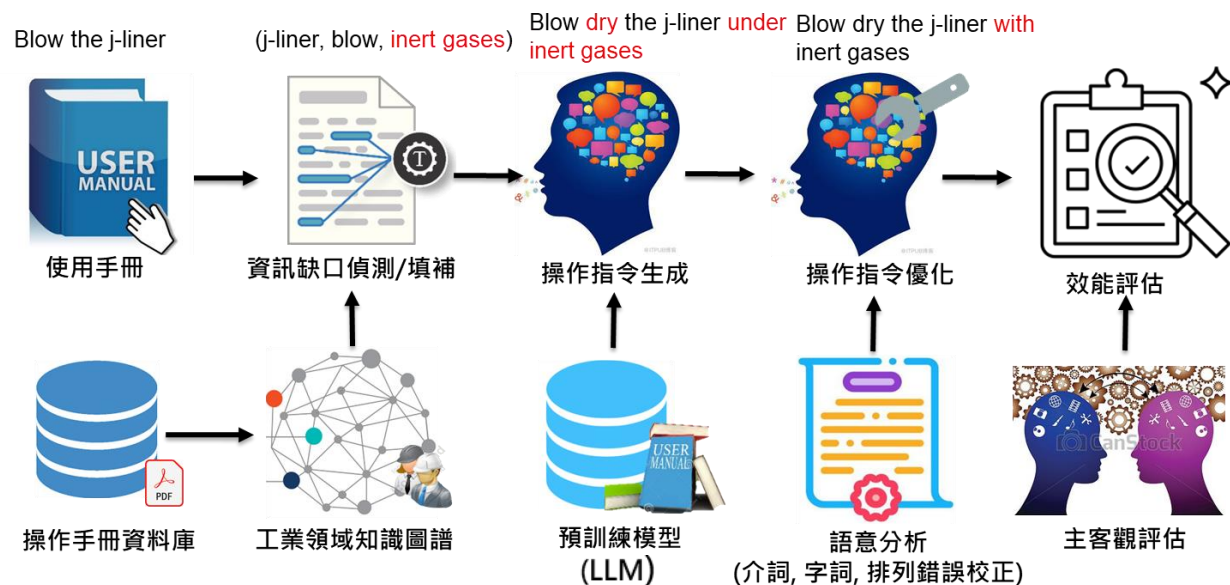 Blow the j-liner
(j-liner, blow, inert gases)
Blow dry the j-liner under
inert gases
Blow dry the j-liner with
inert gases
USER
MANUAL
T
使用手冊
資訊缺口偵測/填補
操作指令生成
操作指令優化
效能評估
PDF
USER
MANUAL
CanStock
操作手冊資料庫
工業領域知識圖譜
預訓練模型
(LLM)
語意分析
(介詞, 字詞, 排列錯誤校正)
主客觀評估